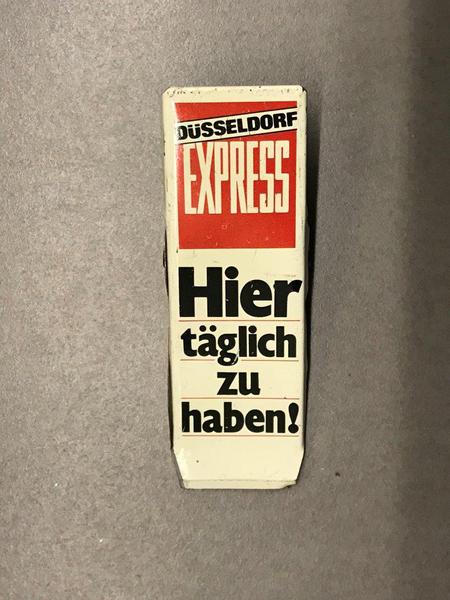 DÜSSELDORF
EXPRESS
Hier
täglich
zu
haben!